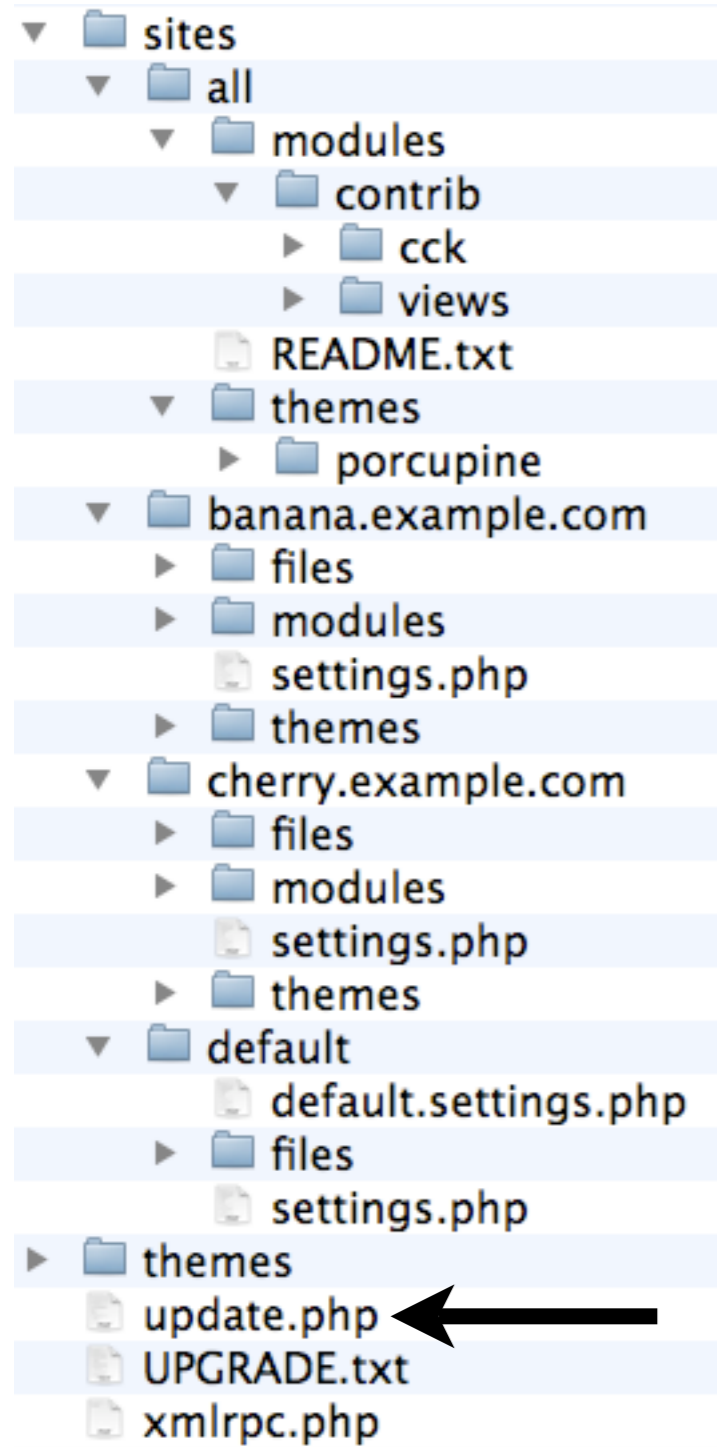 sites
all
modules
contrib
cck
views
README.txt
themes
porcupine
banana.example.com
files
modules
settings.php
themes
cherry.example.com
files
modules
settings.php
themes
default
default.settings.php
files
settings.php
themes
update.php
UPGRADE.txt
xmlrpc.php